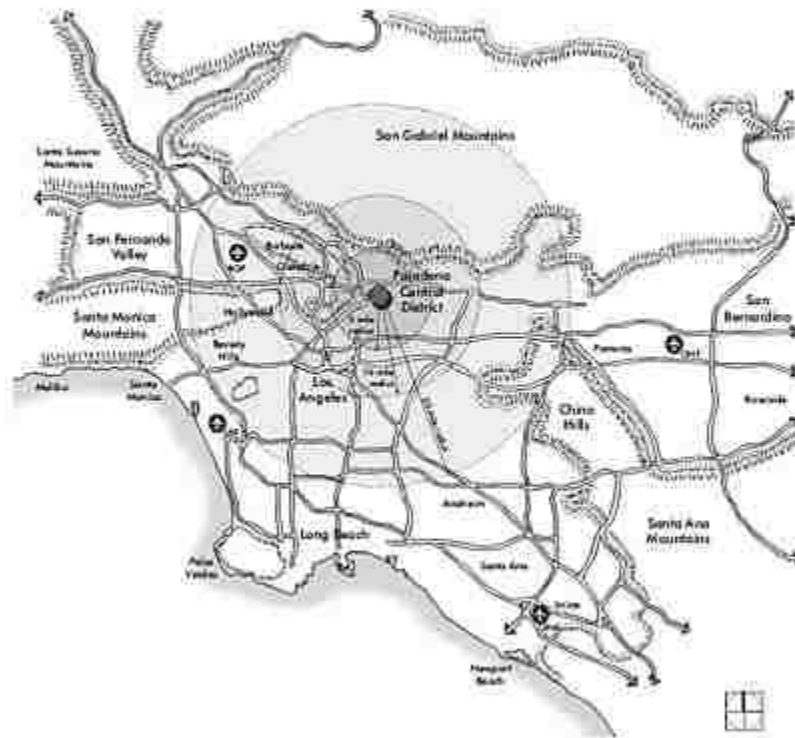 San Gabriel Mountains
Mountains
San Fernando
Valley
Burbank
Glendale
Pasadena
Central
District
San
Bernardino
Santa Monica
Mountains
Hollywood
Beverly
Hills
Pomona
Malibu
Santa
Monica
Los
Angeles
radius
Chino
Hills
Riverside
Anaheim
Long Beach
Santa Ana
Mountains
Palos
Verdes
Santa Ana
Irvine
Newport
Beach